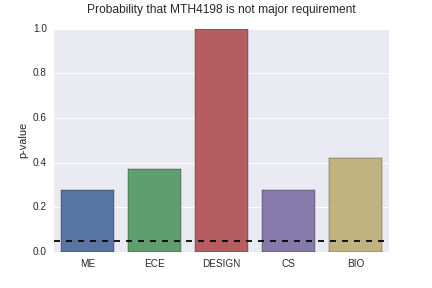 Probability that MTH4198 is not major requirement
1.0
0.8
0.6
0.4
0.2
0.0
p-value
ME ECE DESIGN CS BIO